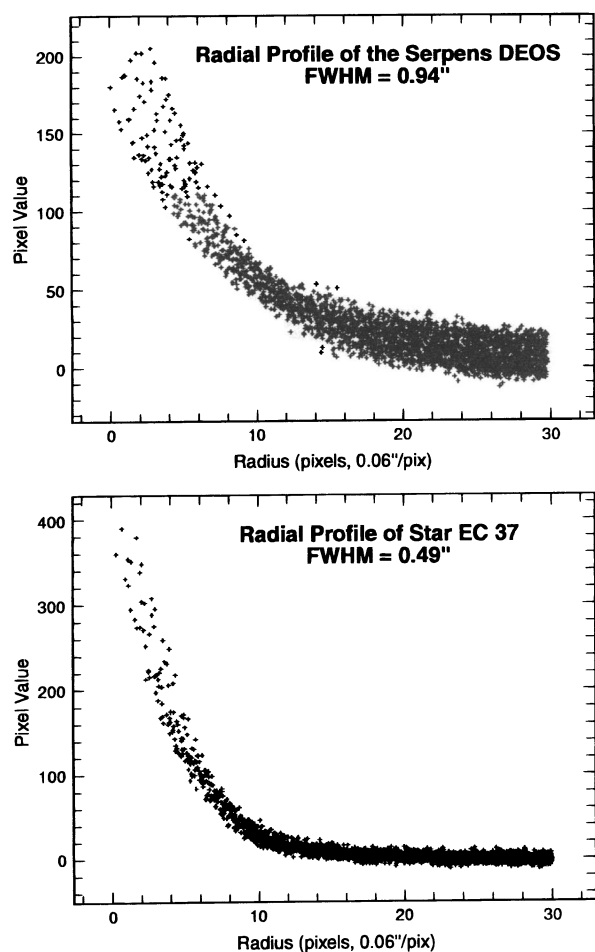 Radial Profile of the Serpens DEOS
FWHM = 0.94"
Pixel Value
200
150
100
50
0
0
10
20
30
Radius (pixels, 0.06"/pix)
Radial Profile of Star EC 37
FWHM = 0.49"
Pixel Value
400
300
200
100
0
0
10
20
30
Radius (pixels, 0.06"/pix)